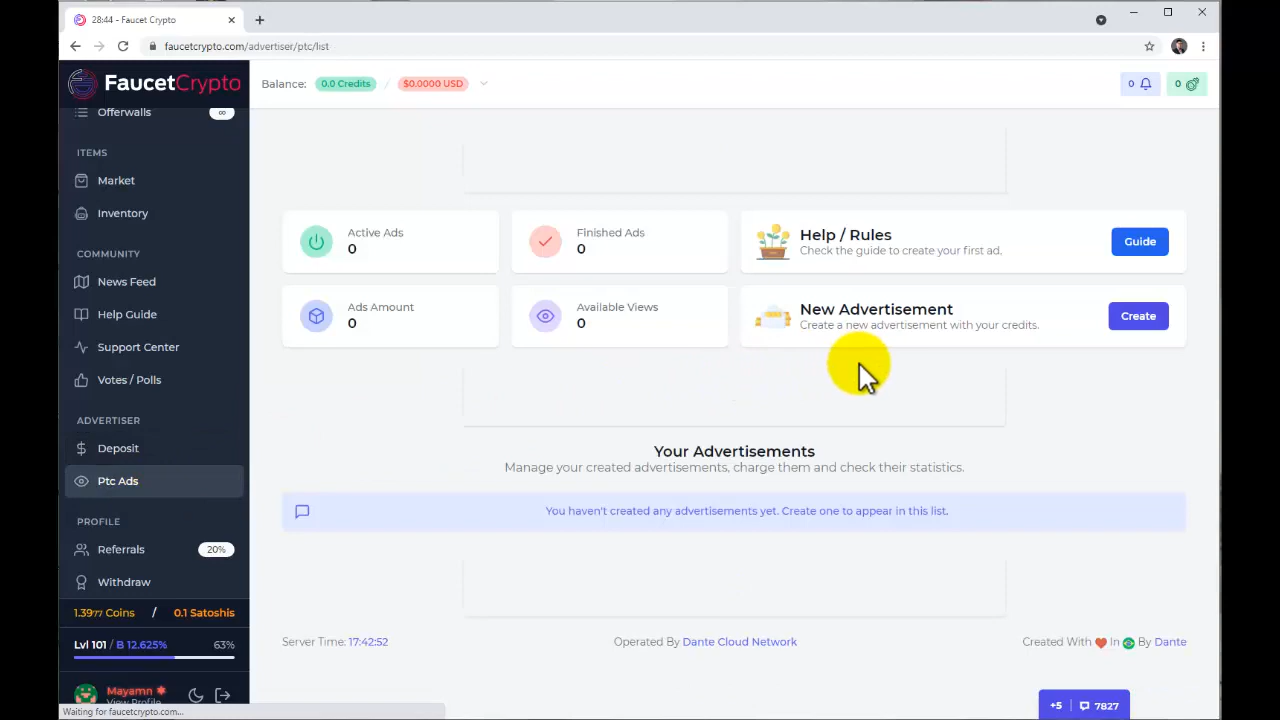 28:44 - Faucet Crypto
faucetcrypto.com/advertiser/ptc/list
FaucetCrypto
Balance: 0.0 Credits / $0.0000 USD
0
0
Offerwalls ∞
ITEMS
Market
Inventory
COMMUNITY
News Feed
Help Guide
Support Center
Votes / Polls
ADVERTISER
Deposit
Ptc Ads
PROFILE
Referrals 20%
Withdraw
1.3977 Coins / 0.1 Satoshis
Lvl 101 / B 12.625% 63%
Mayamn
View Profile
Waiting for faucetcrypto.com...
Active Ads
0
Finished Ads
0
Help / Rules
Check the guide to create your first ad.
Guide
Ads Amount
0
Available Views
0
New Advertisement
Create a new advertisement with your credits.
Create
Your Advertisements
Manage your created advertisements, charge them and check their statistics.
You haven't created any advertisements yet. Create one to appear in this list.
Server Time: 17:42:52
Operated By Dante Cloud Network
Created With In By Dante
+5 7827